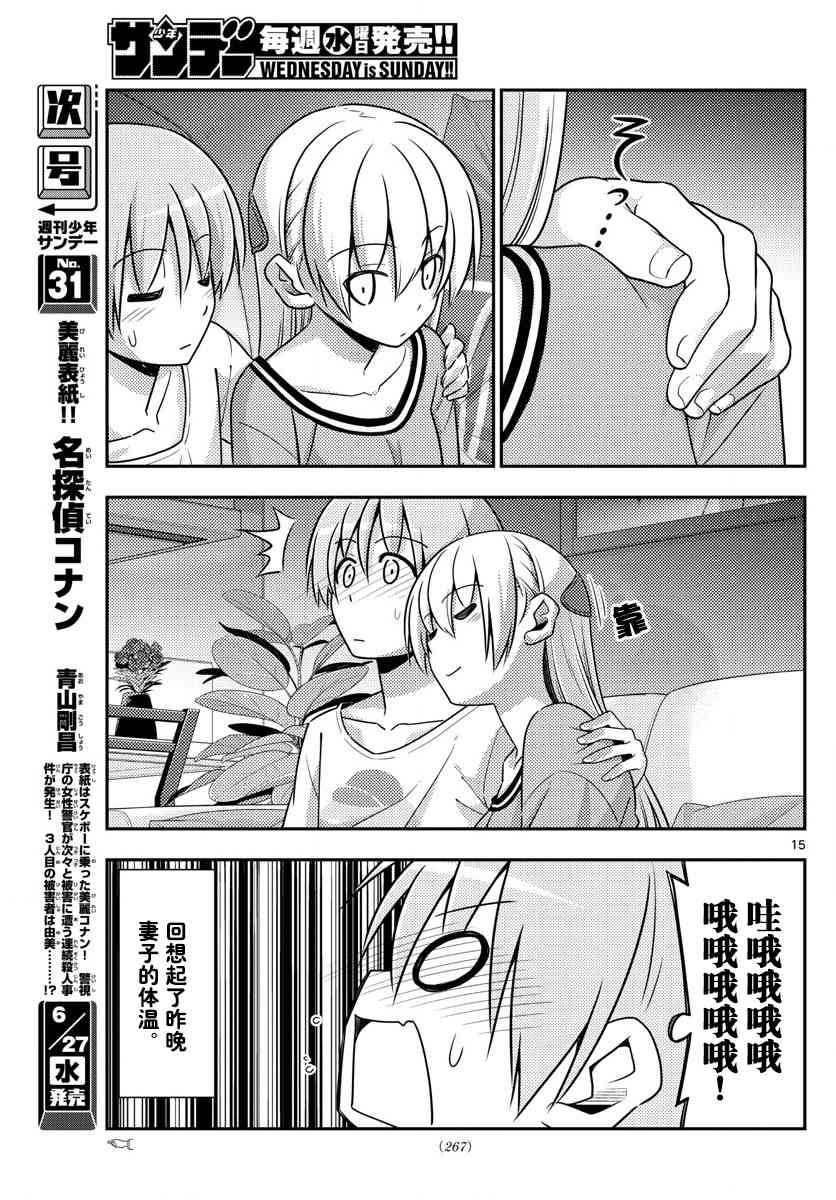 少年サンデー 毎週水曜日発売!!
WEDNESDAY is SUNDAY!!
次号
週刊少年
サンデー
No.
31
美麗表紙!!
名探偵コナン
青山剛昌
表紙はスケボーに乗った美麗コナン! 警視
庁の女性警官が次々と被害に遭う連続殺人事
件が発生! 3人目の被害者は由美………!?
6/27
水
発売
そっ…
靠
15
哇哦哦哦哦
哦哦哦哦哦!
回想起了昨晚
妻子的体温。
(267)